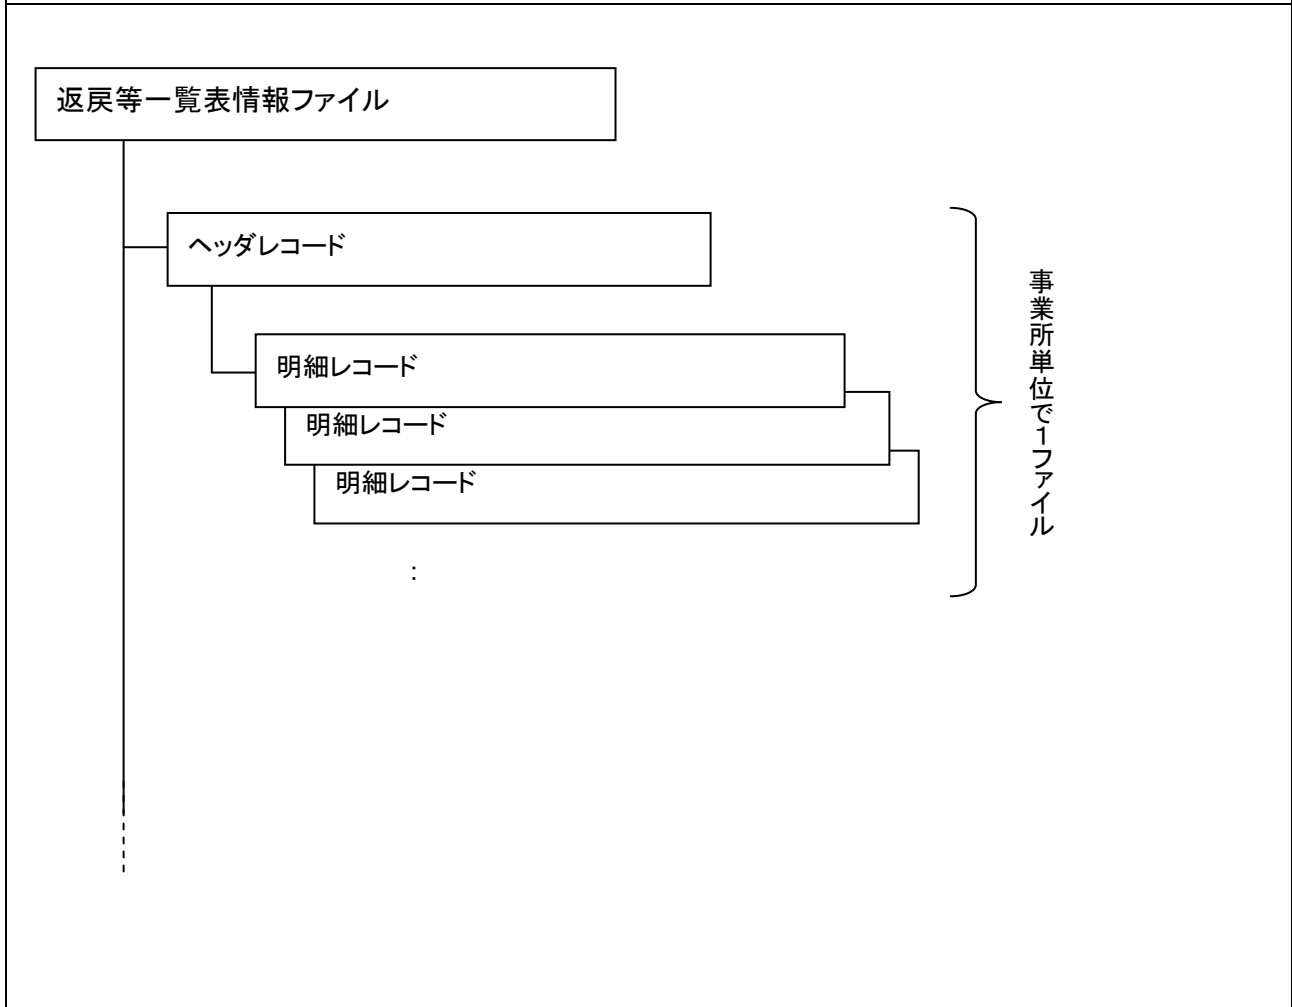 返戻等一覧表情報ファイル
ヘッダレコード
明細レコード
明細レコード
明細レコード
:
事業所単位で1ファイル